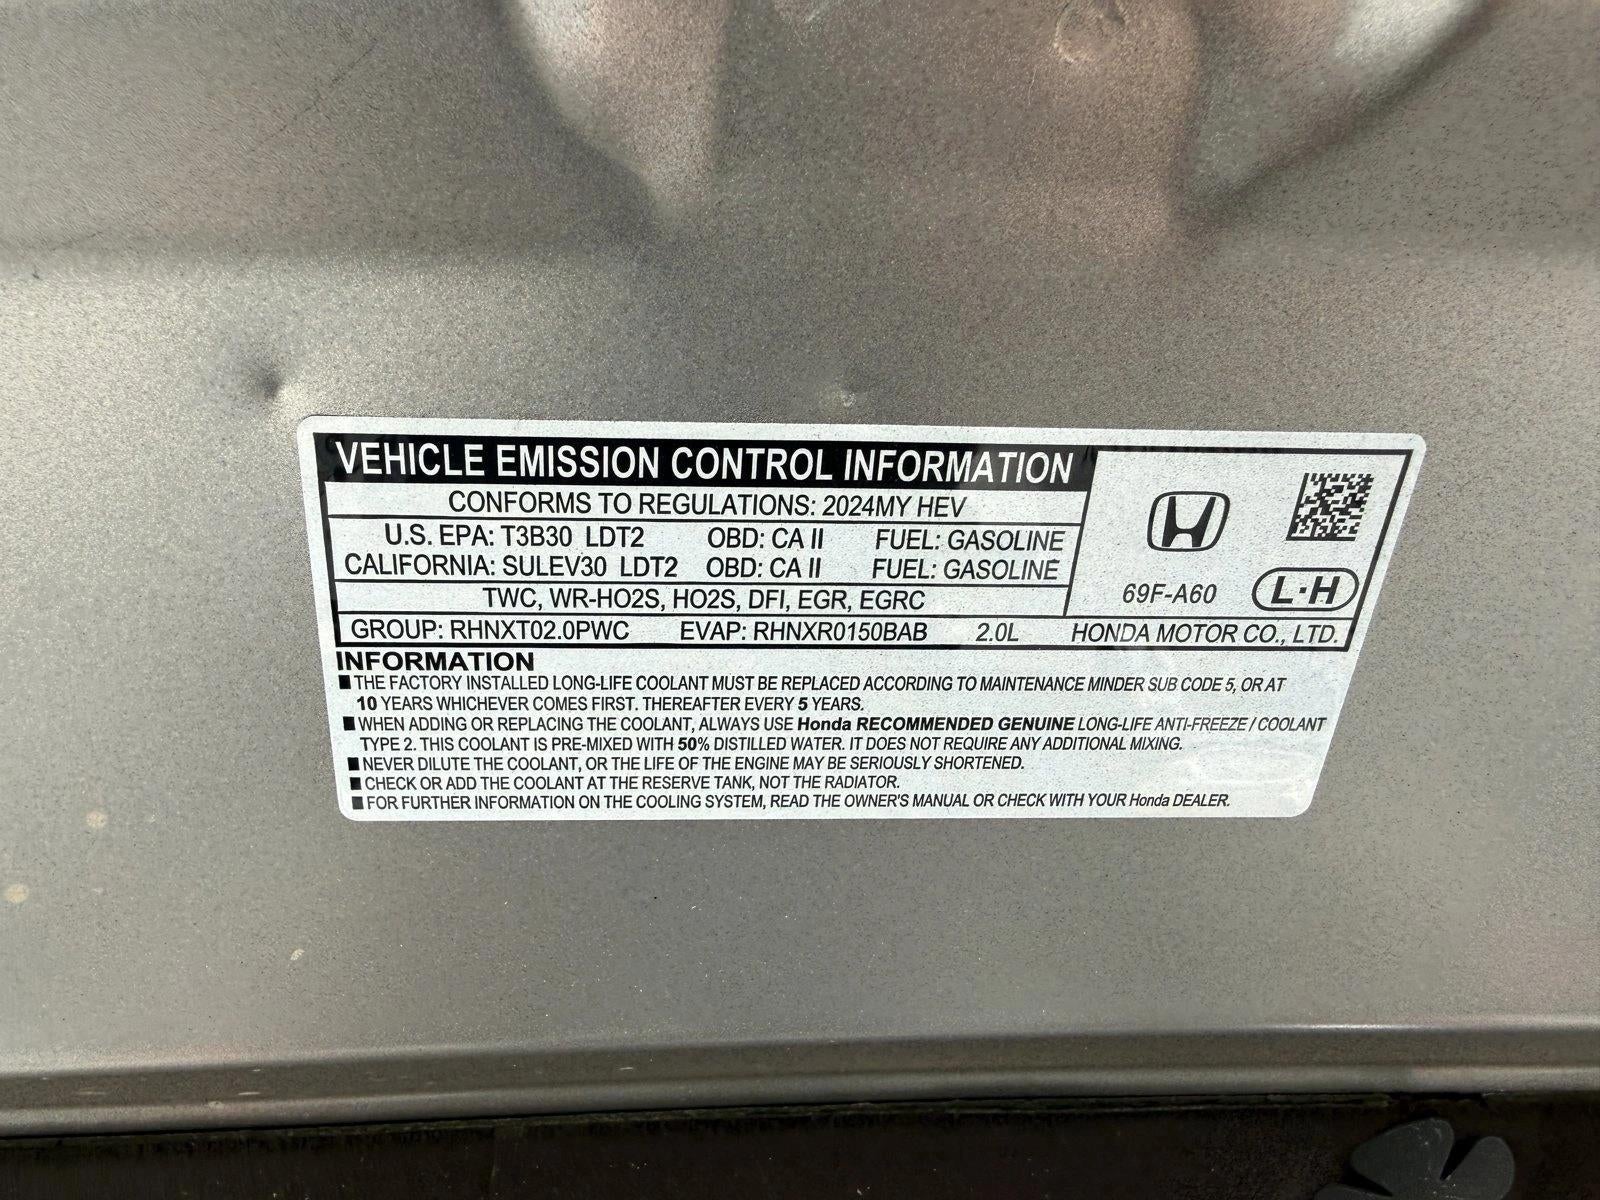 VEHICLE EMISSION CONTROL INFORMATION
CONFORMS TO REGULATIONS: 2024MY HEV
U.S. EPA: T3B30 LDT2 OBD: CA II FUEL: GASOLINE
CALIFORNIA: SULEV30 LDT2 OBD: CA II FUEL: GASOLINE
TWC, WR-HO2S, HO2S, DFI, EGR, EGRC
69F-A60 L·H
GROUP: RHNXT02.0PWC EVAP: RHNXR0150BAB 2.0L HONDA MOTOR CO., LTD.
INFORMATION
■ THE FACTORY INSTALLED LONG-LIFE COOLANT MUST BE REPLACED ACCORDING TO MAINTENANCE MINDER SUB CODE 5, OR AT
10 YEARS WHICHEVER COMES FIRST. THEREAFTER EVERY 5 YEARS.
■ WHEN ADDING OR REPLACING THE COOLANT, ALWAYS USE Honda RECOMMENDED GENUINE LONG-LIFE ANTI-FREEZE / COOLANT
TYPE 2. THIS COOLANT IS PRE-MIXED WITH 50% DISTILLED WATER. IT DOES NOT REQUIRE ANY ADDITIONAL MIXING.
■ NEVER DILUTE THE COOLANT, OR THE LIFE OF THE ENGINE MAY BE SERIOUSLY SHORTENED.
■ CHECK OR ADD THE COOLANT AT THE RESERVE TANK, NOT THE RADIATOR.
■ FOR FURTHER INFORMATION ON THE COOLING SYSTEM, READ THE OWNER'S MANUAL OR CHECK WITH YOUR Honda DEALER.